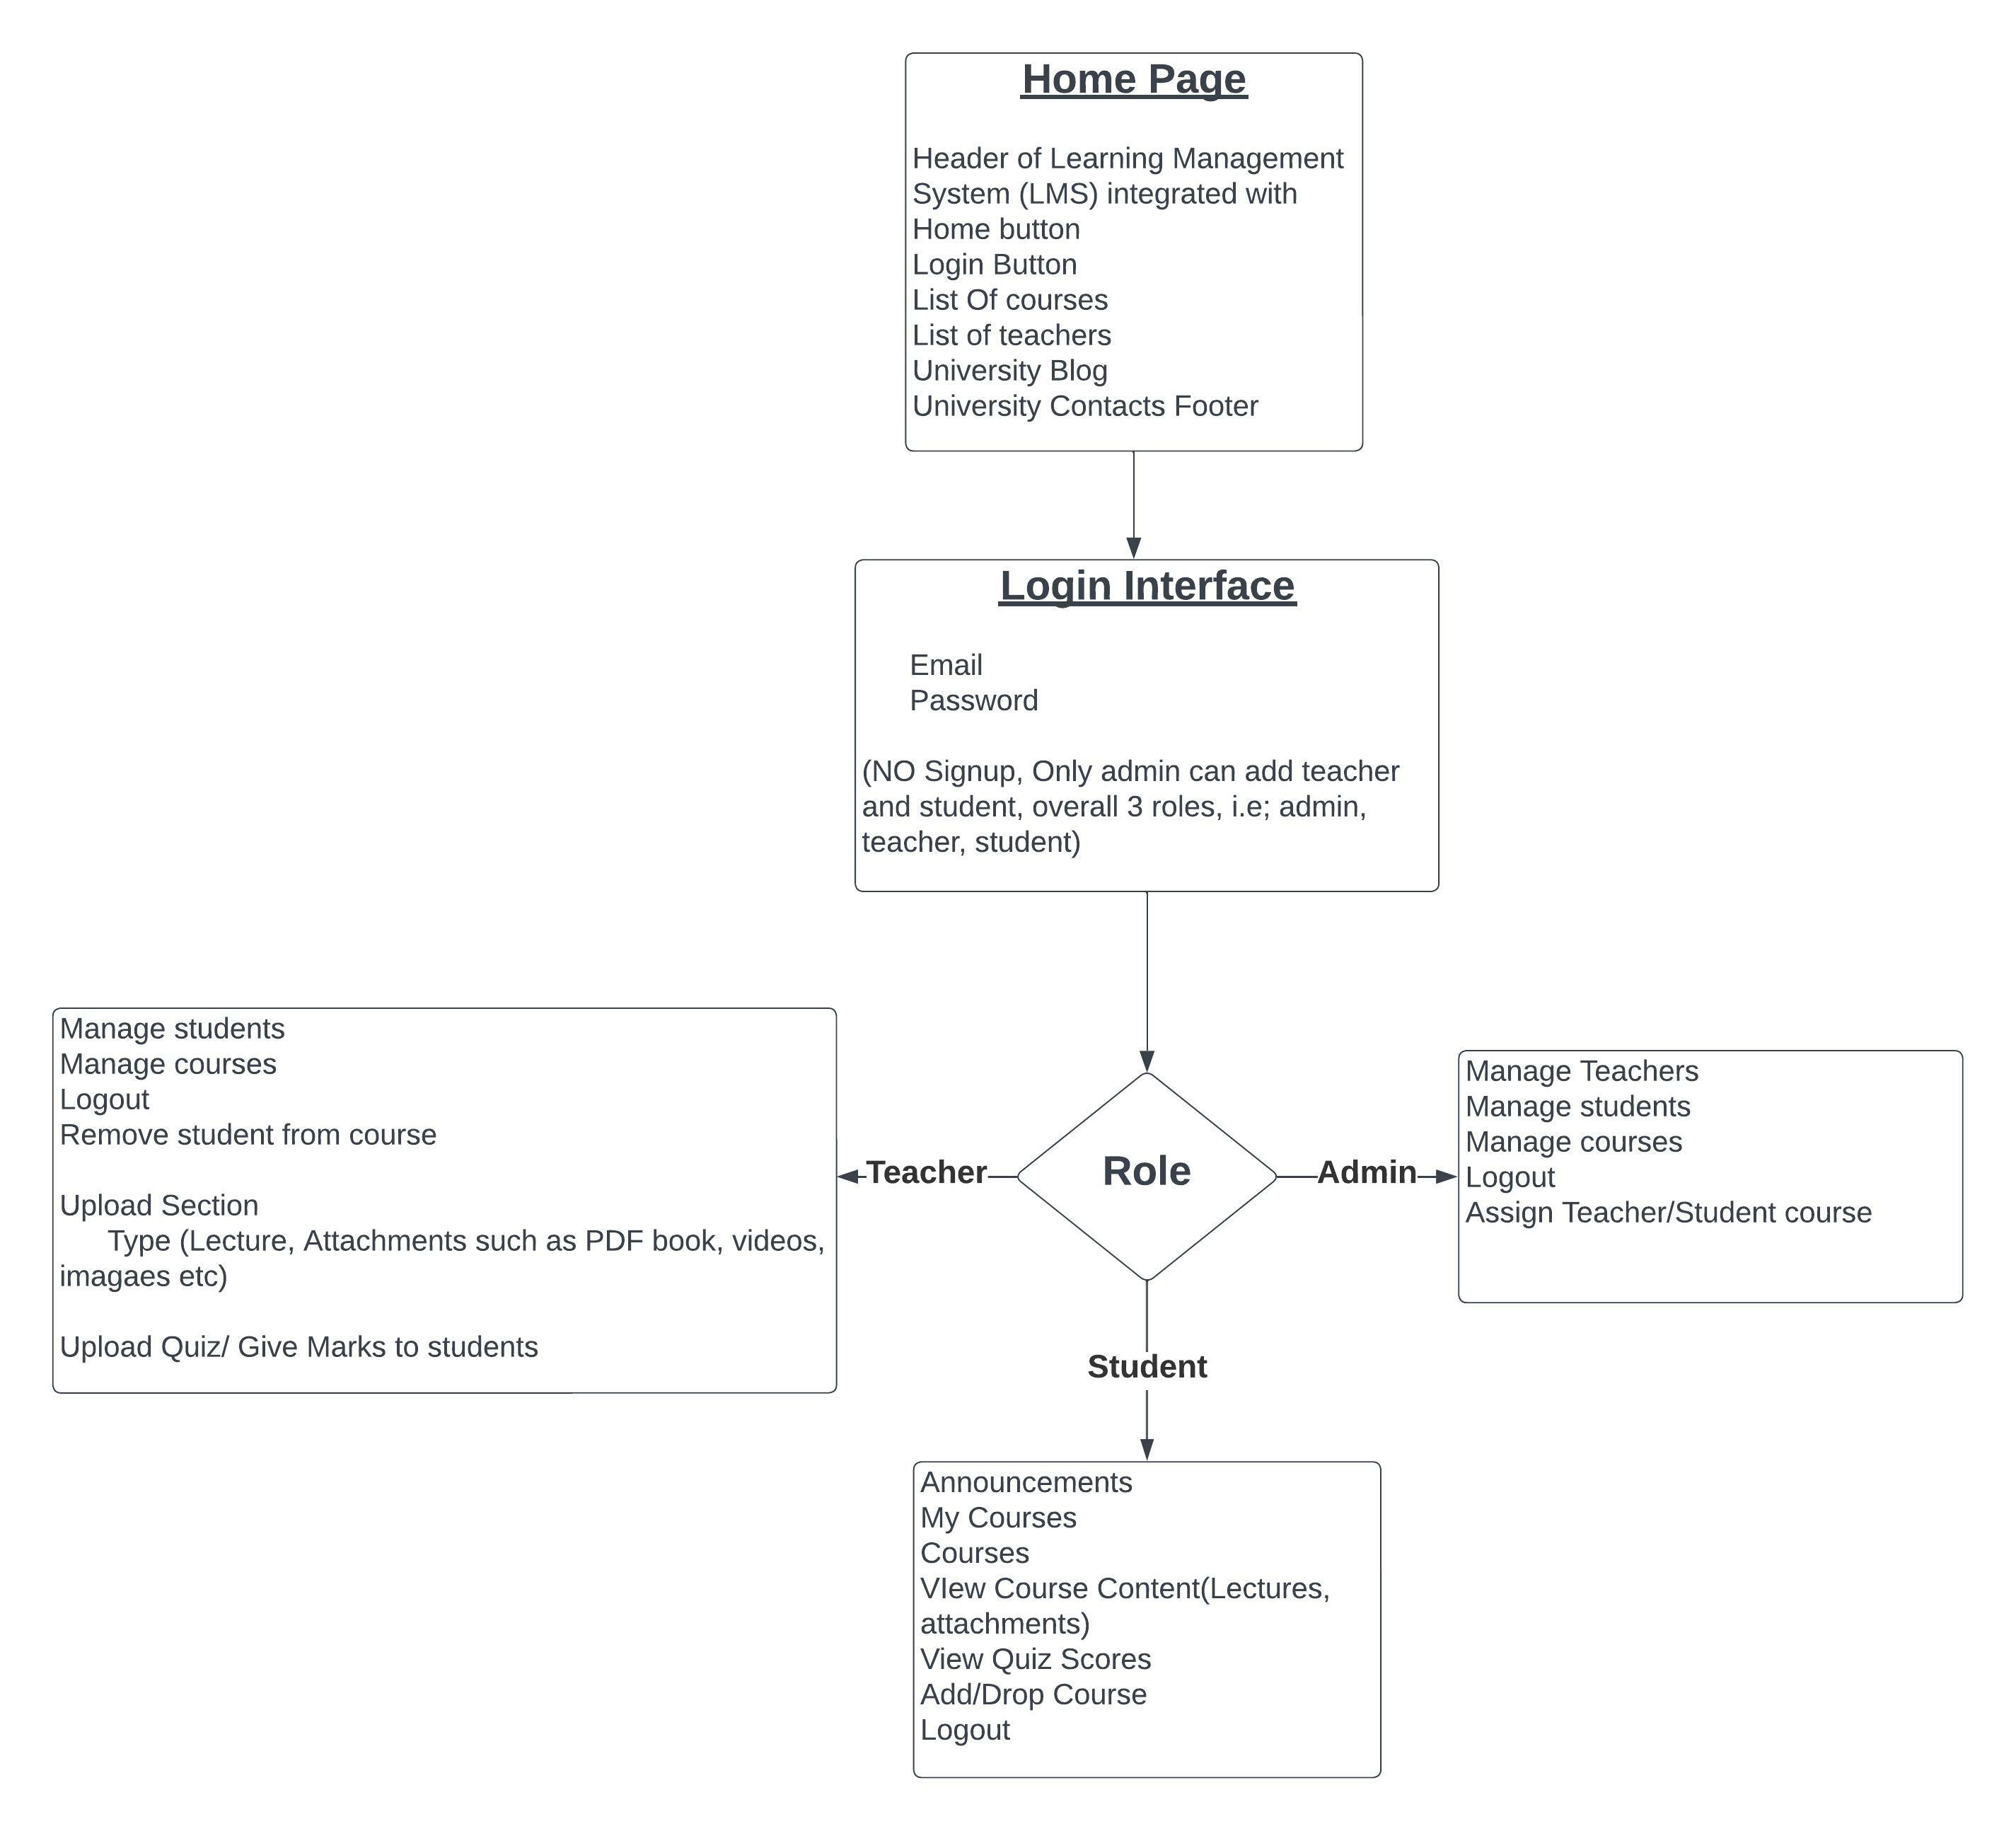 Home Page
Header of Learning Management
System (LMS) integrated with
Home button
Login Button
List Of courses
List of teachers
University Blog
University Contacts Footer
Login Interface
Email
Password
(NO Signup, Only admin can add teacher
and student, overall 3 roles, i.e; admin,
teacher, student)
Manage students
Manage courses
Logout
Remove student from course
Upload Section
Type (Lecture, Attachments such as PDF book, videos,
imagaes etc)
Upload Quiz/ Give Marks to students
Teacher
Role
Admin
Manage Teachers
Manage students
Manage courses
Logout
Assign Teacher/Student course
Student
Announcements
My Courses
Courses
VIew Course Content(Lectures,
attachments)
View Quiz Scores
Add/Drop Course
Logout